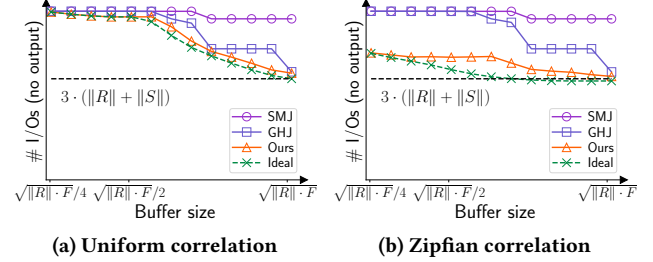 # I/Os (no output)
3 · (‖R‖ + ‖S‖)
SMJ
GHJ
Ours
Ideal
√‖R‖ · F/4 √‖R‖ · F/2 √‖R‖ · F
Buffer size
(a) Uniform correlation
# I/Os (no output)
3 · (‖R‖ + ‖S‖)
SMJ
GHJ
Ours
Ideal
√‖R‖ · F/4 √‖R‖ · F/2 √‖R‖ · F
Buffer size
(b) Zipfian correlation